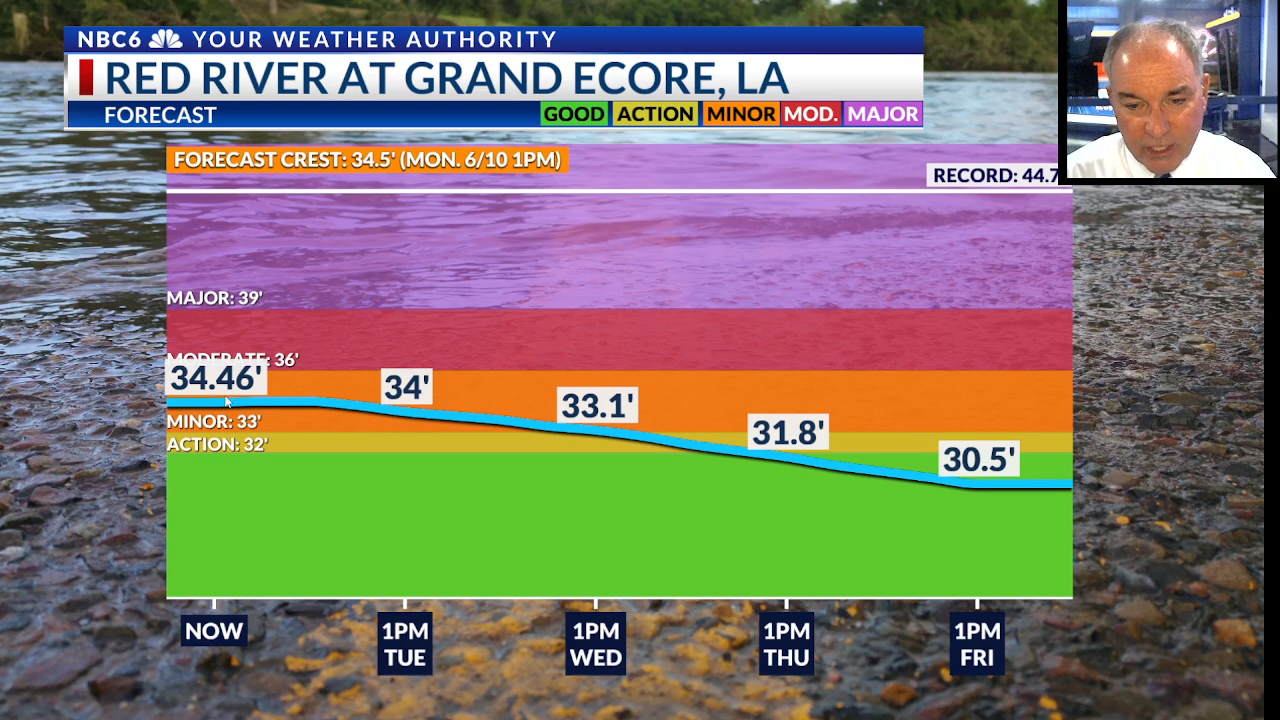 NBC6 YOUR WEATHER AUTHORITY
RED RIVER AT GRAND ECORE, LA
FORECAST
GOOD ACTION MINOR MOD. MAJOR
FORECAST CREST: 34.5' (MON. 6/10 1PM)
RECORD: 44.7
MAJOR: 39'
MODERATE: 36'
34.46'
34'
33.1'
MINOR: 33'
31.8'
ACTION: 32'
30.5'
NOW
1PM
TUE
1PM
WED
1PM
THU
1PM
FRI